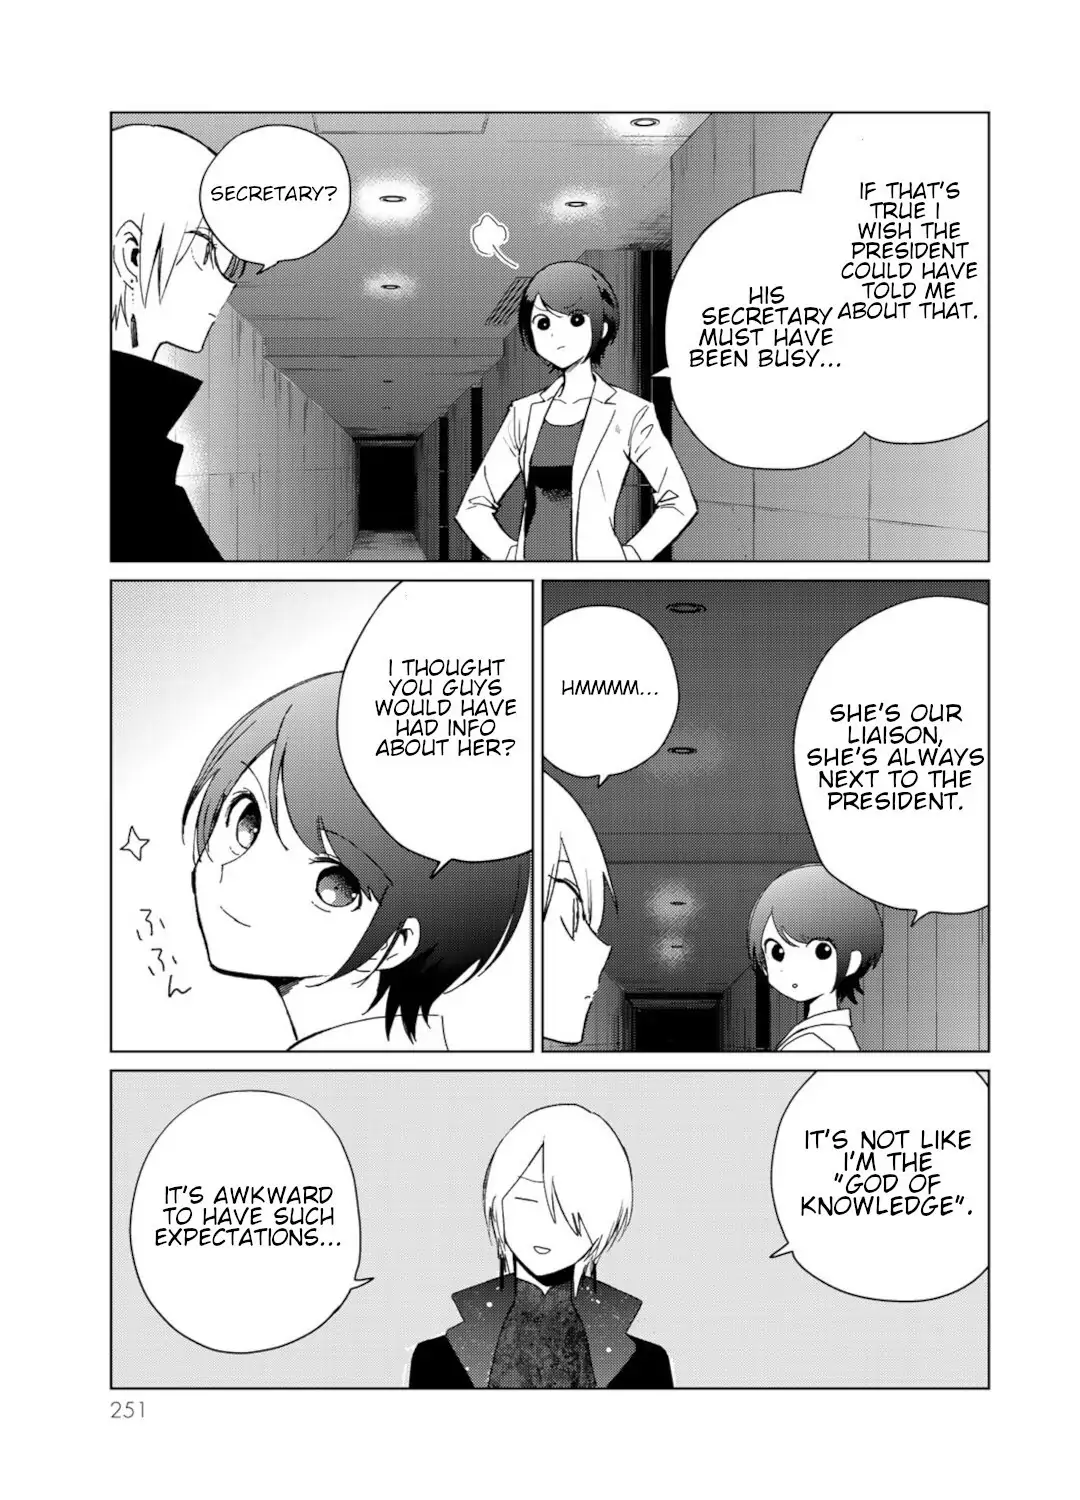 IF THAT'S
TRUE I
WISH THE
PRESIDENT
COULD HAVE
TOLD ME
ABOUT THAT.
HIS
SECRETARY
MUST HAVE
BEEN BUSY...
SECRETARY?
SHE'S OUR
LIAISON,
SHE'S ALWAYS
NEXT TO THE
PRESIDENT.
HMMMM...
I THOUGHT
YOU GUYS
WOULD HAVE
HAD INFO
ABOUT HER?
ふふん
IT'S NOT LIKE
I'M THE
"GOD OF
KNOWLEDGE".
IT'S AWKWARD
TO HAVE SUCH
EXPECTATIONS...
251